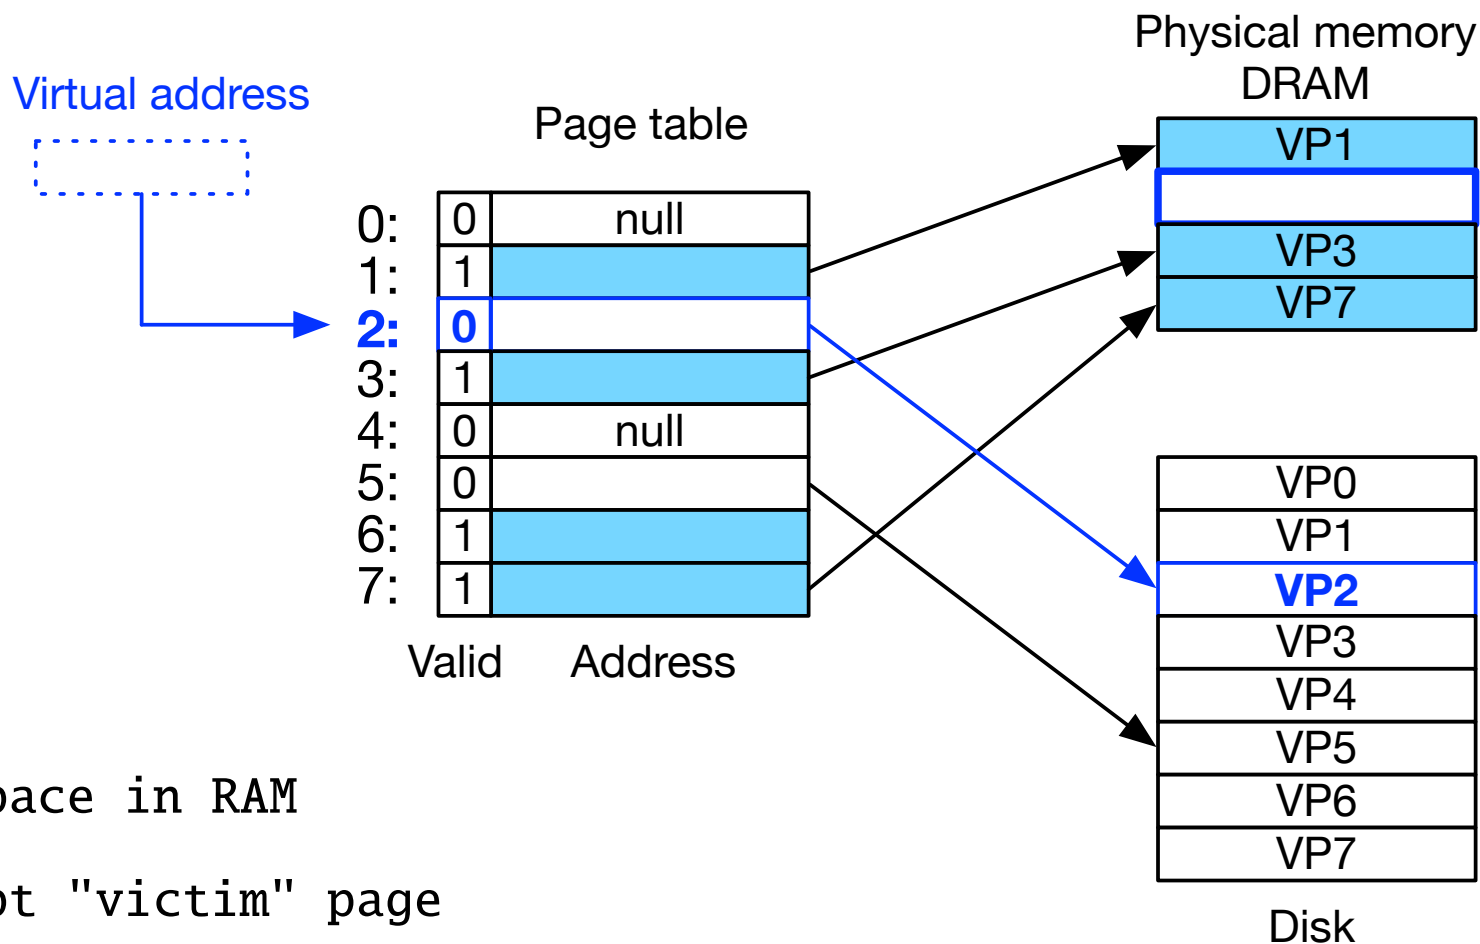 Physical memory
DRAM
Virtual address
Page table
VP1
VP3
VP7
0: 0 null
1: 1
2: 0
3: 1
4: 0 null
5: 0
6: 1
7: 1
Valid Address
VP0
VP1
VP2
VP3
VP4
VP5
VP6
VP7
Disk
in RAM
"victim" page